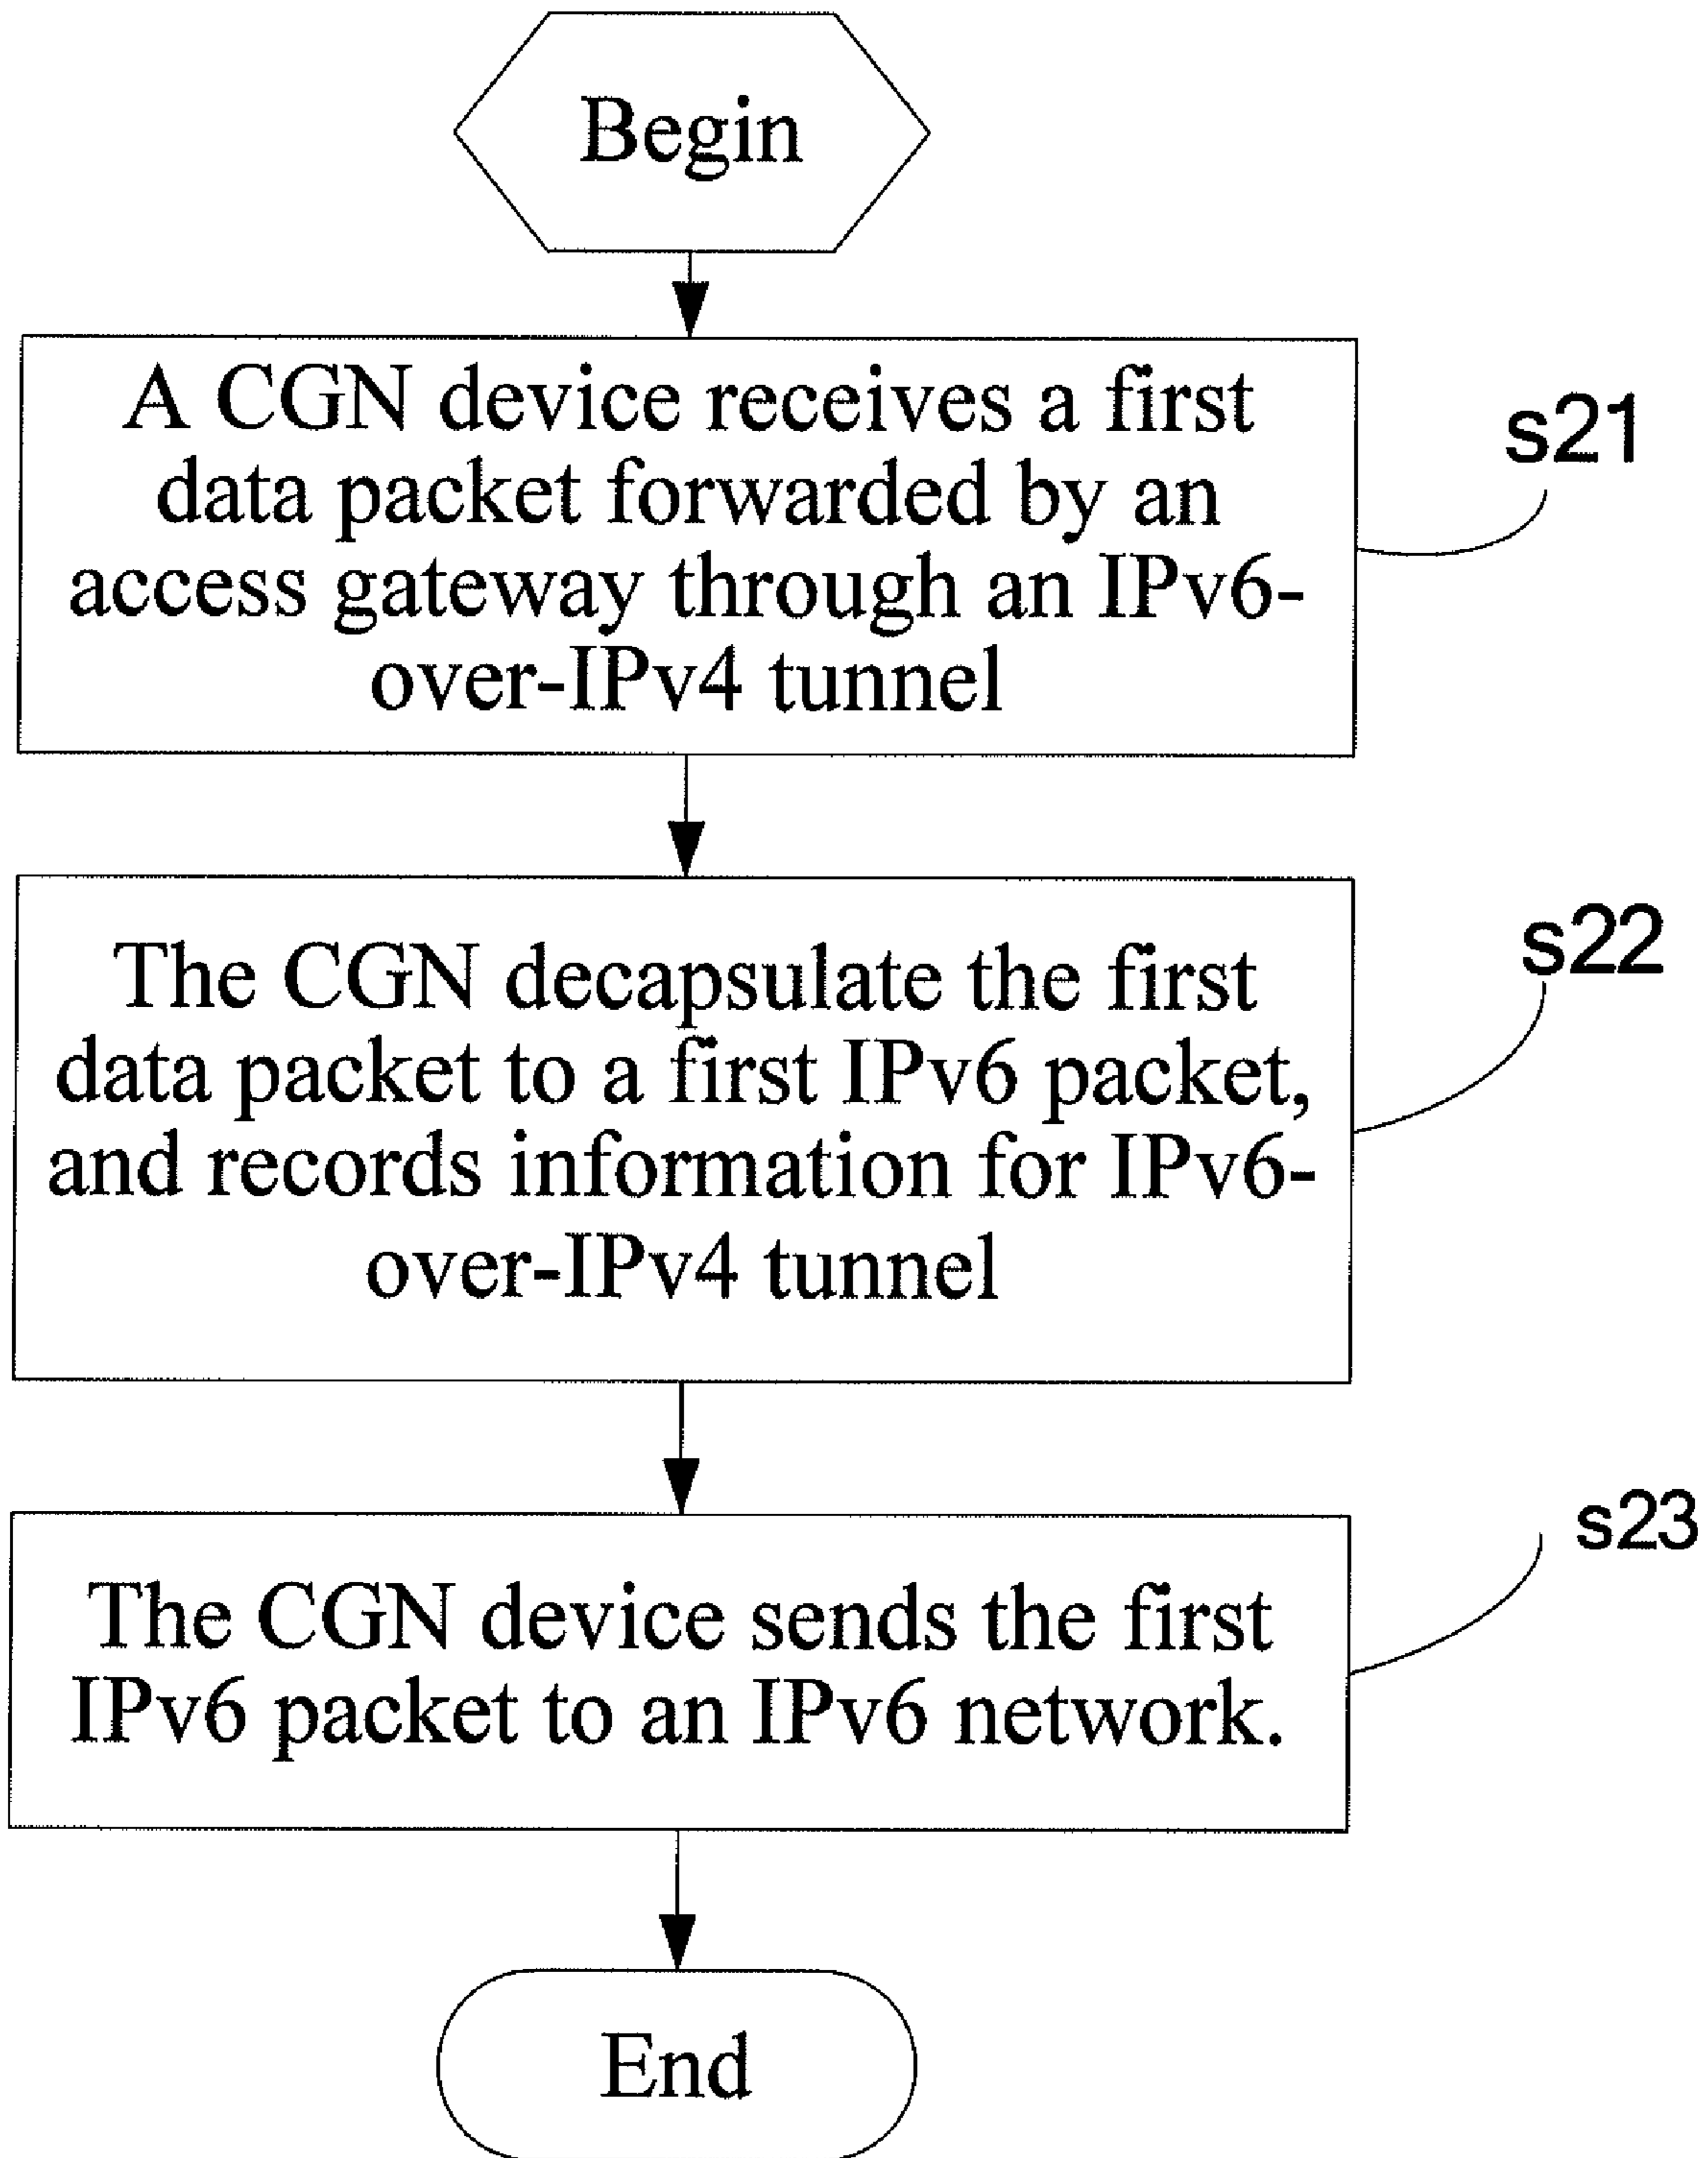 Begin
A CGN device receives a first
data packet forwarded by an
access gateway through an IPv6-
over-IPv4 tunnel
s21
The CGN decapsulate the first
data packet to a first IPv6 packet,
and records information for IPv6-
over-IPv4 tunnel
s22
The CGN device sends the first
IPv6 packet to an IPv6 network.
s23
End